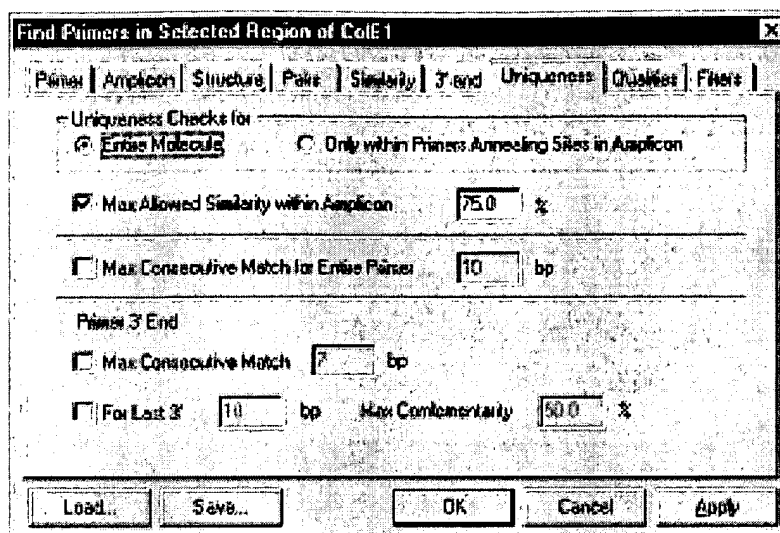 Find Primers in Selected Region of ColE1
Primer Amplicon Structure Pairs Similarity 3' end Uniqueness Qualities Filters
Uniqueness Checks for
Entire Molecule Only within Primers Annealing Sites in Amplicon
Max Allowed Similarity within Amplicon 75.0 %
Max Consecutive Match for Entire Primer 10 bp
Primer 3' End
Max Consecutive Match 7 bp
For Last 3' 10 bp Max Comlementarity 50.0 %
Load... Save... OK Cancel Apply